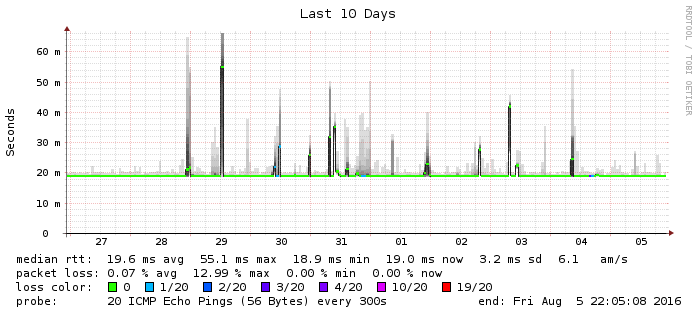 Last 10 Days
RRDTOOL / TOBI OETIKER
Seconds
60 m
50 m
40 m
30 m
20 m
10 m
0
27 28 29 30 31 01 02 03 04 05
median rtt: 19.6 ms avg 55.1 ms max 18.9 ms min 19.0 ms now 3.2 ms sd 6.1 am/s
packet loss: 0.07 % avg 12.99 % max 0.00 % min 0.00 % now
loss color: 0 1/20 2/20 3/20 4/20 10/20 19/20
probe: 20 ICMP Echo Pings (56 Bytes) every 300s end: Fri Aug 5 22:05:08 2016